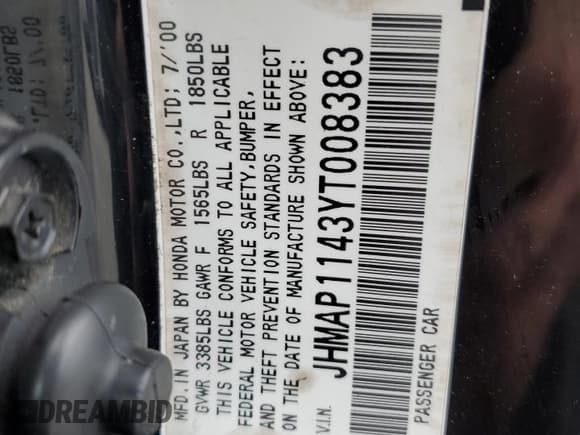 MFD. IN JAPAN BY HONDA MOTOR CO., LTD; 7/'00
GVWR 3385LBS GAWR F 1565LBS R 1850LBS
THIS VEHICLE CONFORMS TO ALL APPLICABLE
FEDERAL MOTOR VEHICLE SAFETY, BUMPER,
AND THEFT PREVENTION STANDARDS IN EFFECT
ON THE DATE OF MANUFACTURE SHOWN ABOVE:
V.I.N. JHMAP1143YT008383
PASSENGER CAR
DREAMBID